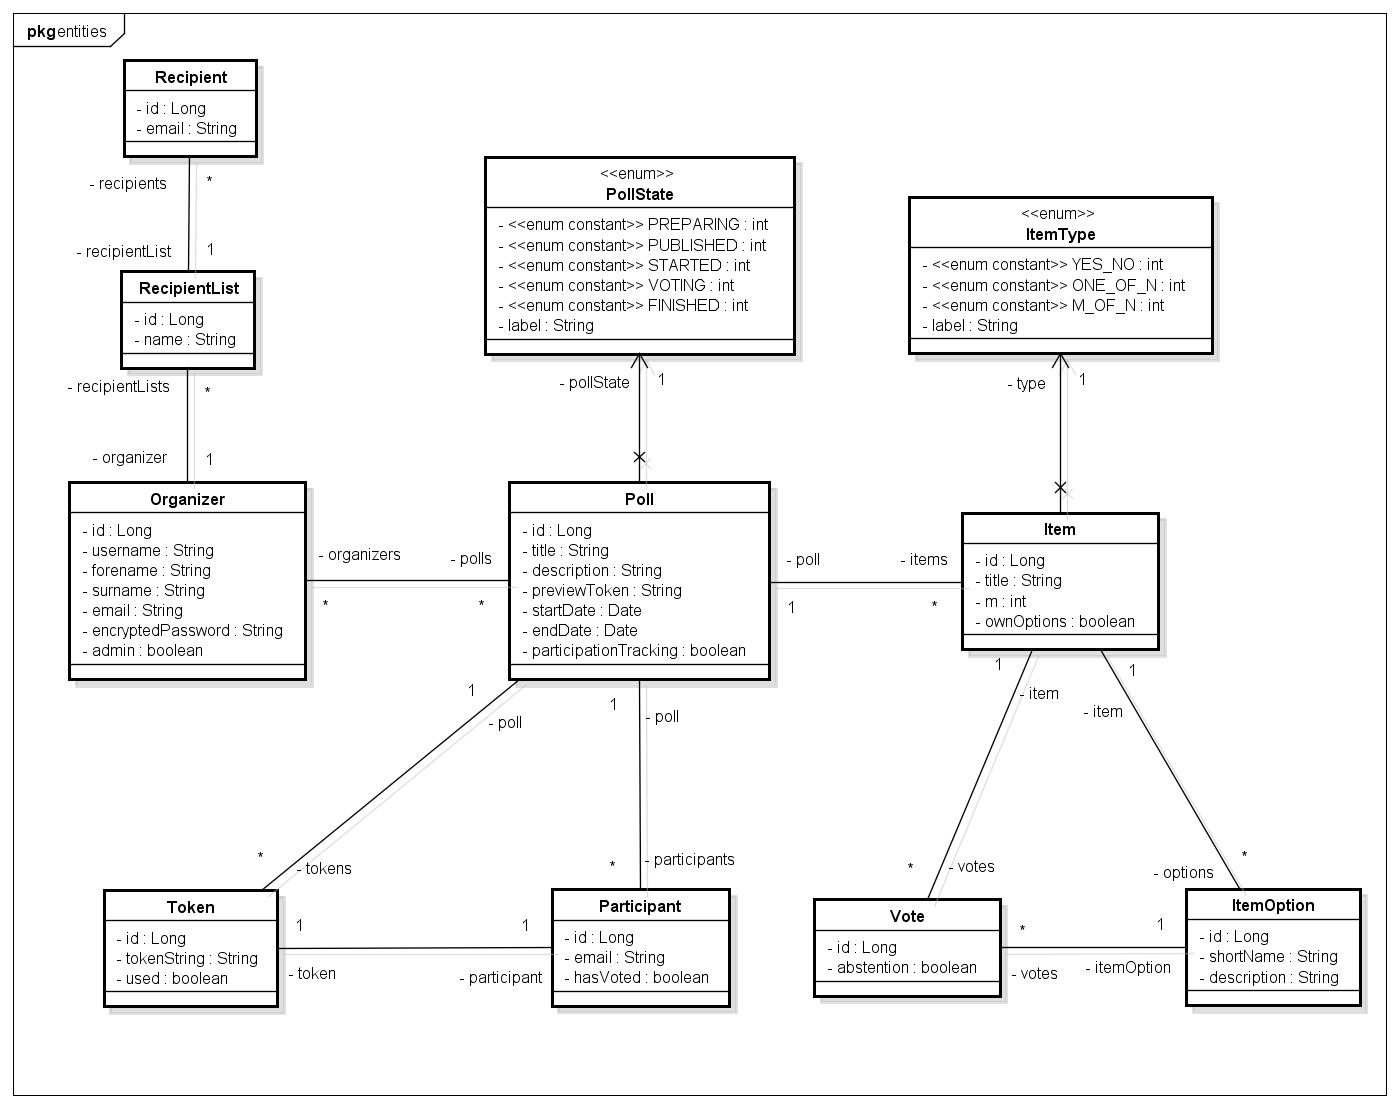 pkg entities
Recipient
- id : Long
- email : String
- recipients
*
- recipientList
1
RecipientList
- id : Long
- name : String
- recipientLists
*
- organizer
1
<<enum>>
PollState
- <<enum constant>> PREPARING : int
- <<enum constant>> PUBLISHED : int
- <<enum constant>> STARTED : int
- <<enum constant>> VOTING : int
- <<enum constant>> FINISHED : int
- label : String
- pollState
1
<<enum>>
ItemType
- <<enum constant>> YES_NO : int
- <<enum constant>> ONE_OF_N : int
- <<enum constant>> M_OF_N : int
- label : String
- type
1
Organizer
- id : Long
- username : String
- forename : String
- surname : String
- email : String
- encryptedPassword : String
- admin : boolean
- organizers
*
- polls
*
Poll
- id : Long
- title : String
- description : String
- previewToken : String
- startDate : Date
- endDate : Date
- participationTracking : boolean
- poll
1
- items
*
Item
- id : Long
- title : String
- m : int
- ownOptions : boolean
1
- poll
1
- poll
1
- item
1
- item
*
- tokens
*
- participants
*
- votes
*
- options
Token
- id : Long
- tokenString : String
- used : boolean
1
- token
1
- participant
Participant
- id : Long
- email : String
- hasVoted : boolean
Vote
- id : Long
- abstention : boolean
*
- votes
1
- itemOption
ItemOption
- id : Long
- shortName : String
- description : String